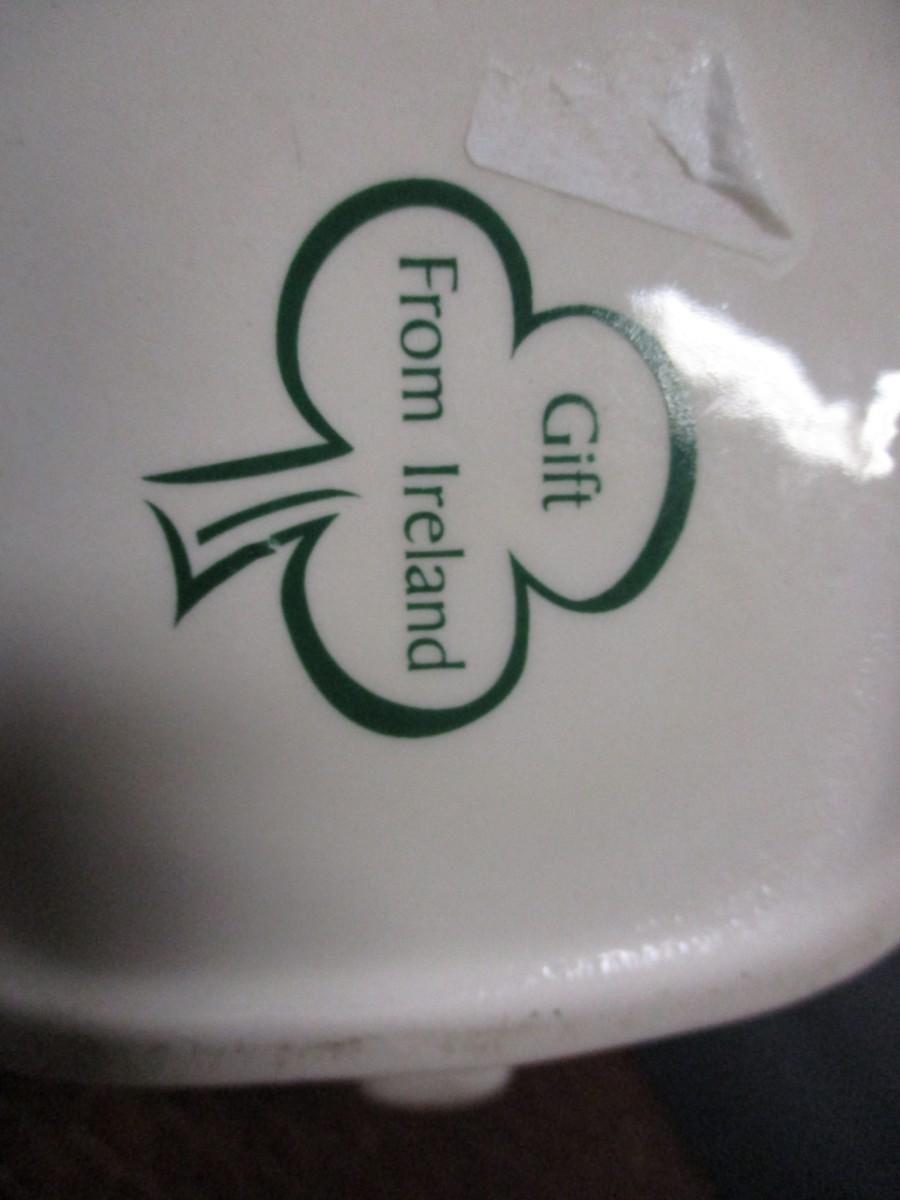 Gift
From Ireland